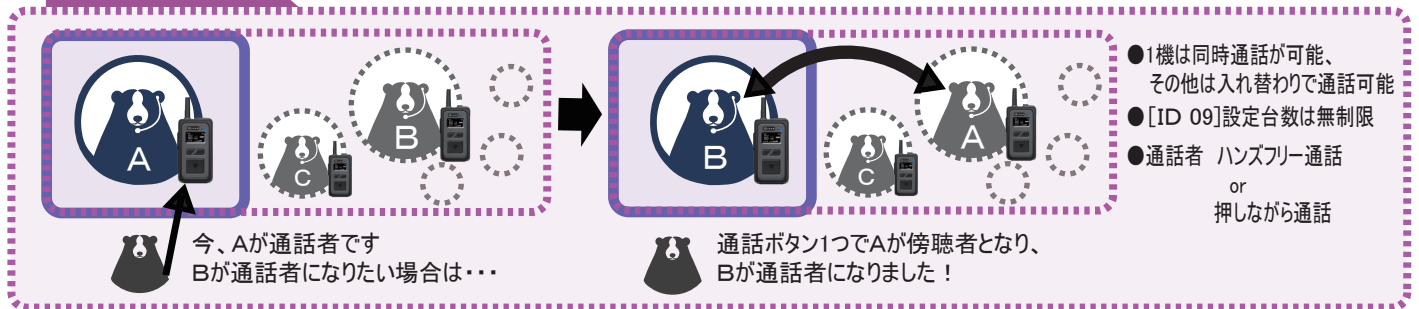 A
B
C
今、Aが通話者です
Bが通話者になりたい場合は・・・
B
A
C
通話ボタン1つでAが傍聴者となり、
Bが通話者になりました！
●1機は同時通話が可能、
その他は入れ替わりで通話可能
●[ID 09]設定台数は無制限
●通話者 ハンズフリー通話
or
押しながら通話